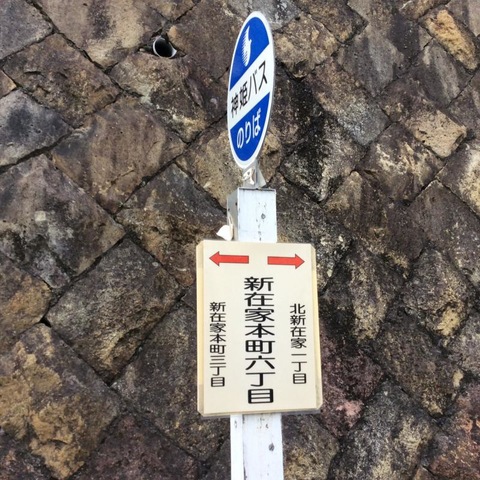 神姫バス
のりば
新在家本町六丁目
北新在家一丁目
新在家本町三丁目